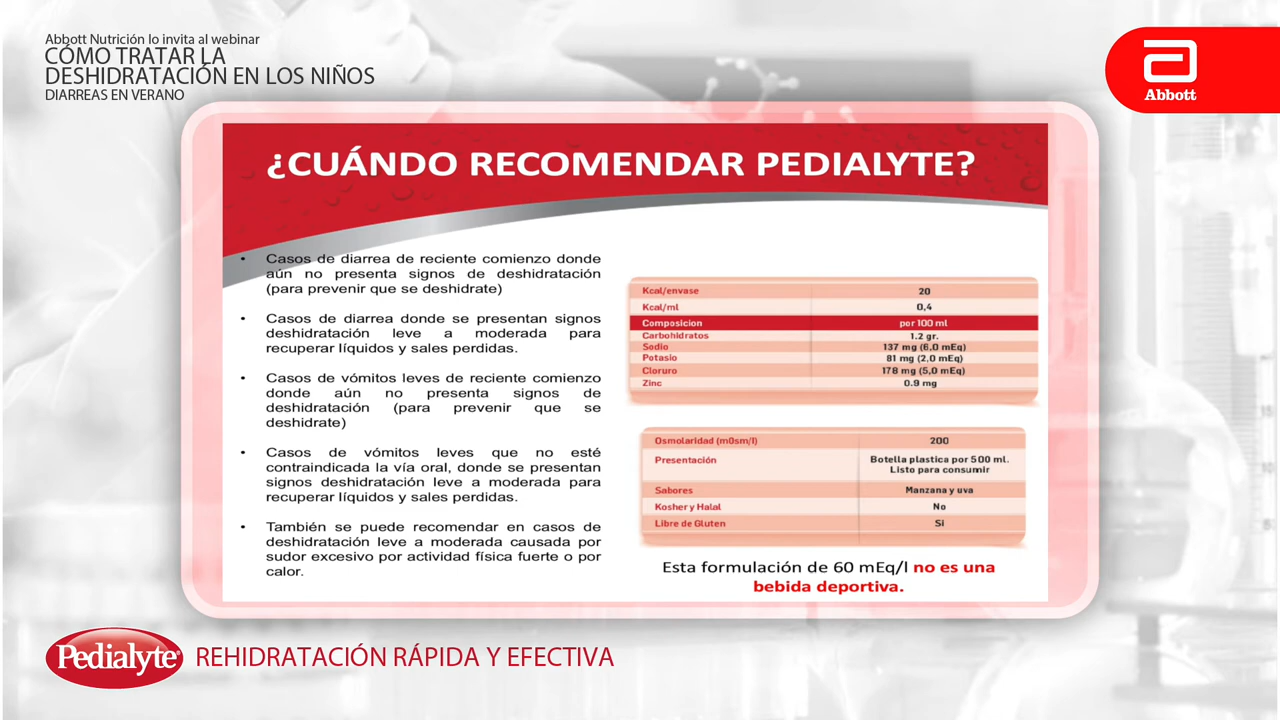 Abbott Nutrición lo invita al webinar
CÓMO TRATAR LA
DESHIDRATACIÓN EN LOS NIÑOS
DIARREAS EN VERANO
Abbott
¿CUÁNDO RECOMENDAR PEDIALYTE?
• Casos de diarrea de reciente comienzo donde
aún no presenta signos de deshidratación
(para prevenir que se deshidrate)
• Casos de diarrea donde se presentan signos
deshidratación leve a moderada para
recuperar líquidos y sales perdidas.
• Casos de vómitos leves de reciente comienzo
donde aún no presenta signos de
deshidratación (para prevenir que se
deshidrate)
• Casos de vómitos leves que no esté
contraindicada la vía oral, donde se presentan
signos deshidratación leve a moderada para
recuperar líquidos y sales perdidas.
• También se puede recomendar en casos de
deshidratación leve a moderada causada por
sudor excesivo por actividad física fuerte o por
calor.
Kcal/envase 20
Kcal/ml 0,4
Composicion por 100 ml
Carbohidratos 1.2 gr.
Sodio 137 mg (6,0 mEq)
Potasio 81 mg (2,0 mEq)
Cloruro 178 mg (5,0 mEq)
Zinc 0.9 mg
Osmolaridad (mOsm/l) 200
Presentación Botella plastica por 500 ml.
Listo para consumir
Sabores Manzana y uva
Kosher y Halal No
Libre de Gluten Si
Esta formulación de 60 mEq/l no es una
bebida deportiva.
Pedialyte®
REHIDRATACIÓN RÁPIDA Y EFECTIVA